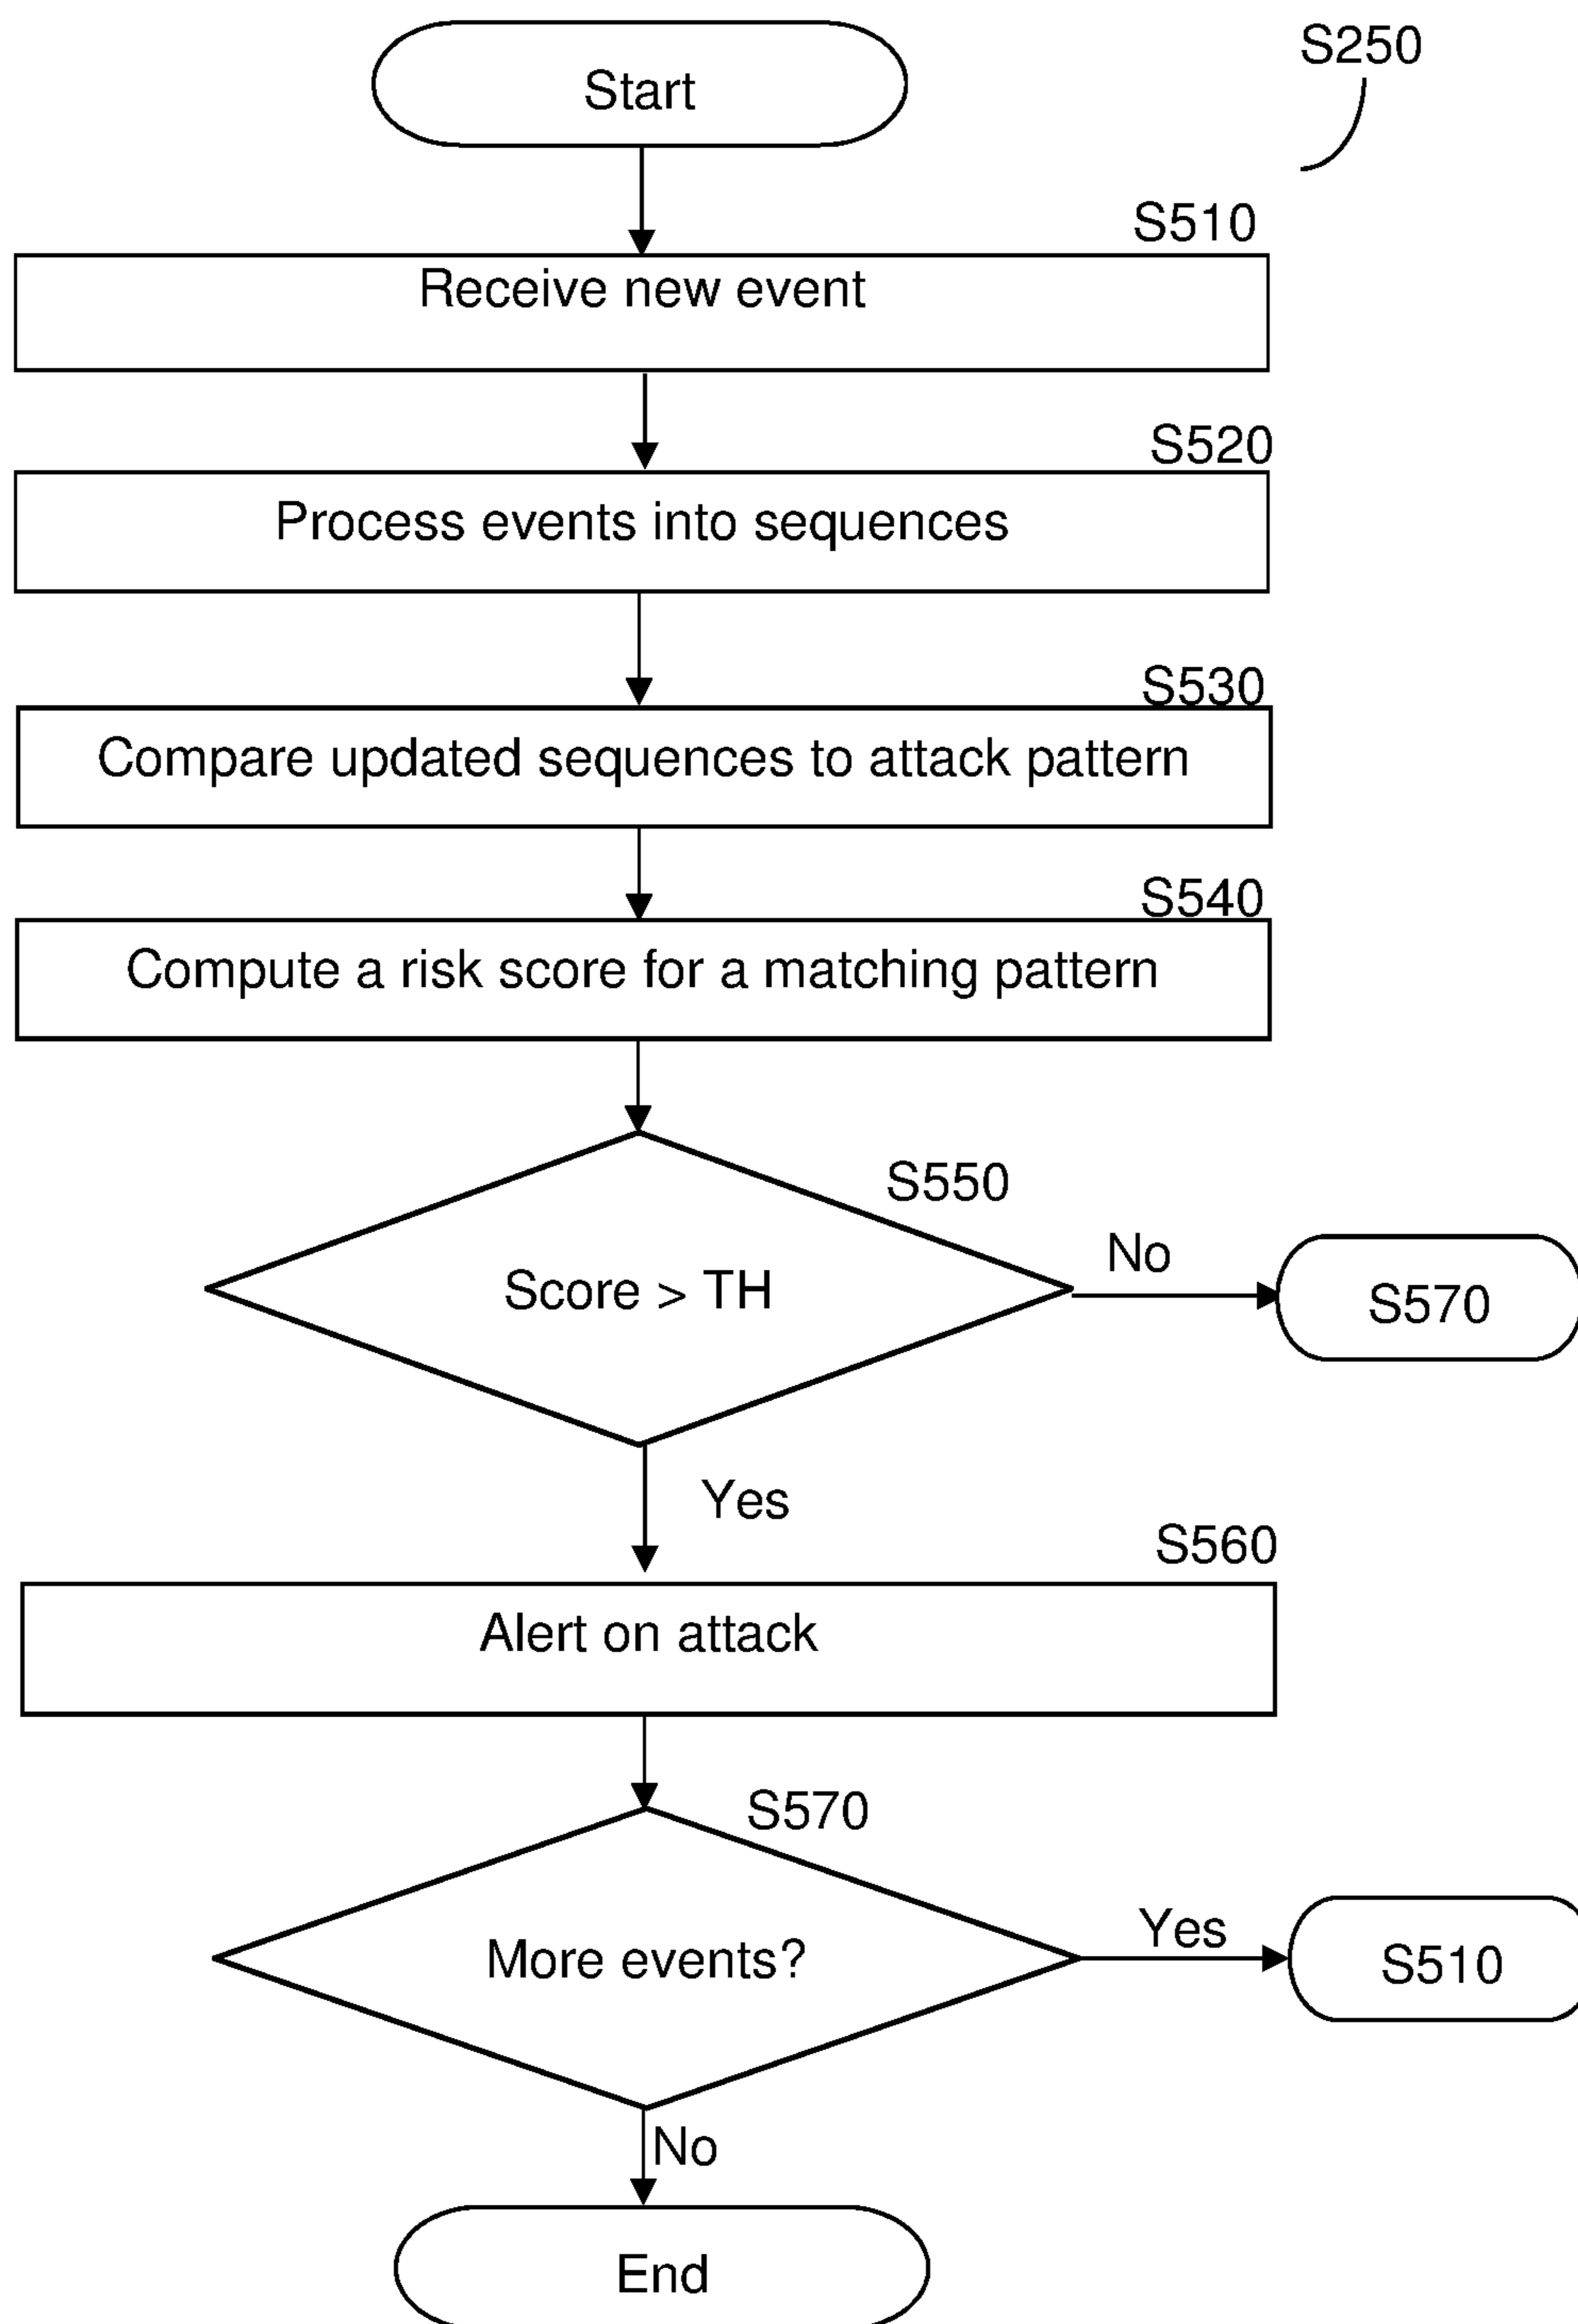 Start
S250
S510
Receive new event
S520
Process events into sequences
S530
Compare updated sequences to attack pattern
S540
Compute a risk score for a matching pattern
S550
Score > TH
No
S570
Yes
S560
Alert on attack
S570
More events?
Yes
S510
No
End